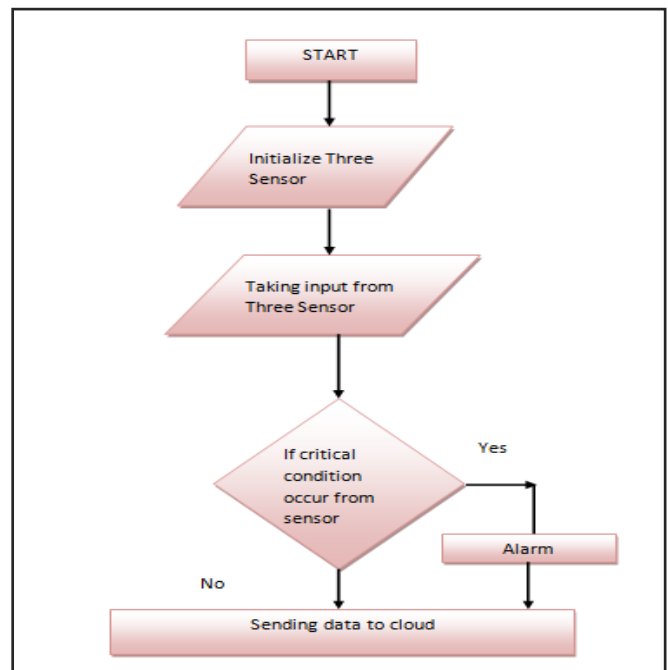 START
Initialize Three
Sensor
Taking input from
Three Sensor
If critical
condition
occur from
sensor
Yes
Alarm
No
Sending data to cloud